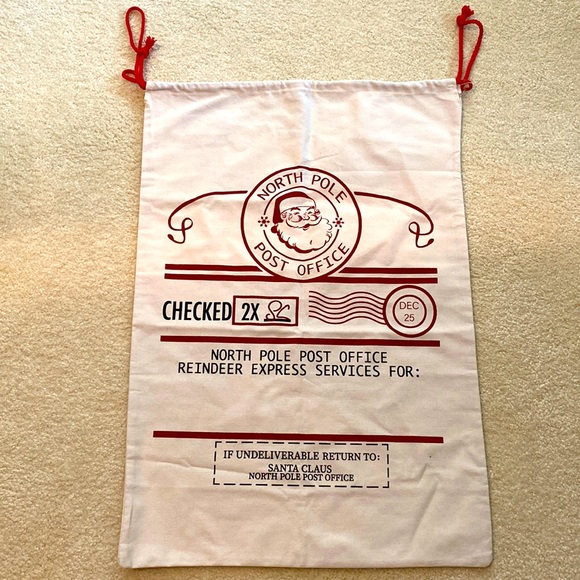 NORTH POLE
POST OFFICE
CHECKED 2X SC
DEC
25
NORTH POLE POST OFFICE
REINDEER EXPRESS SERVICES FOR:
IF UNDELIVERABLE RETURN TO:
SANTA CLAUS
NORTH POLE POST OFFICE